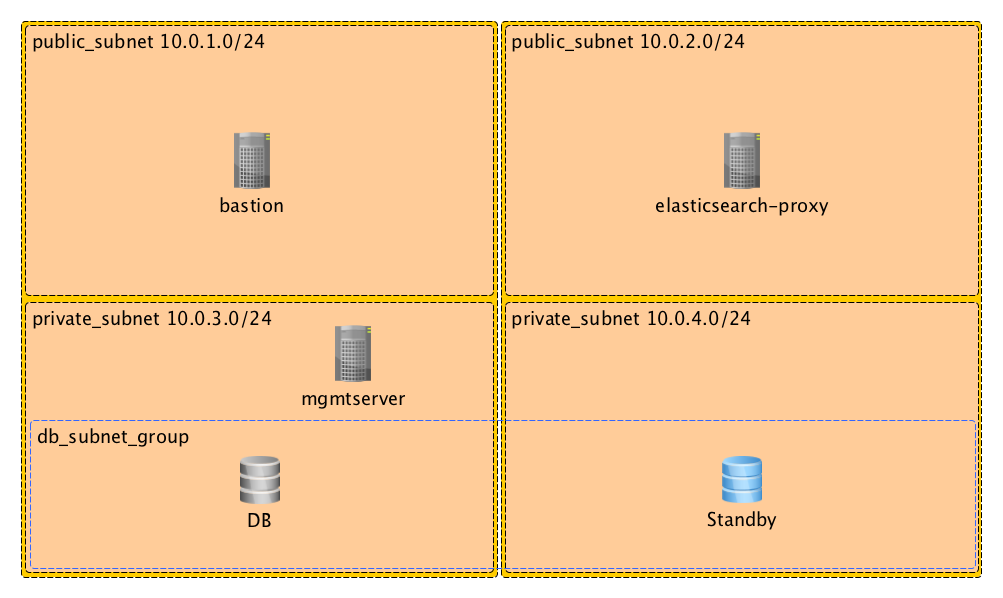 public_subnet 10.0.1.0/24
public_subnet 10.0.2.0/24
bastion
elasticsearch-proxy
private_subnet 10.0.3.0/24
private_subnet 10.0.4.0/24
mgmtserver
db_subnet_group
DB
Standby